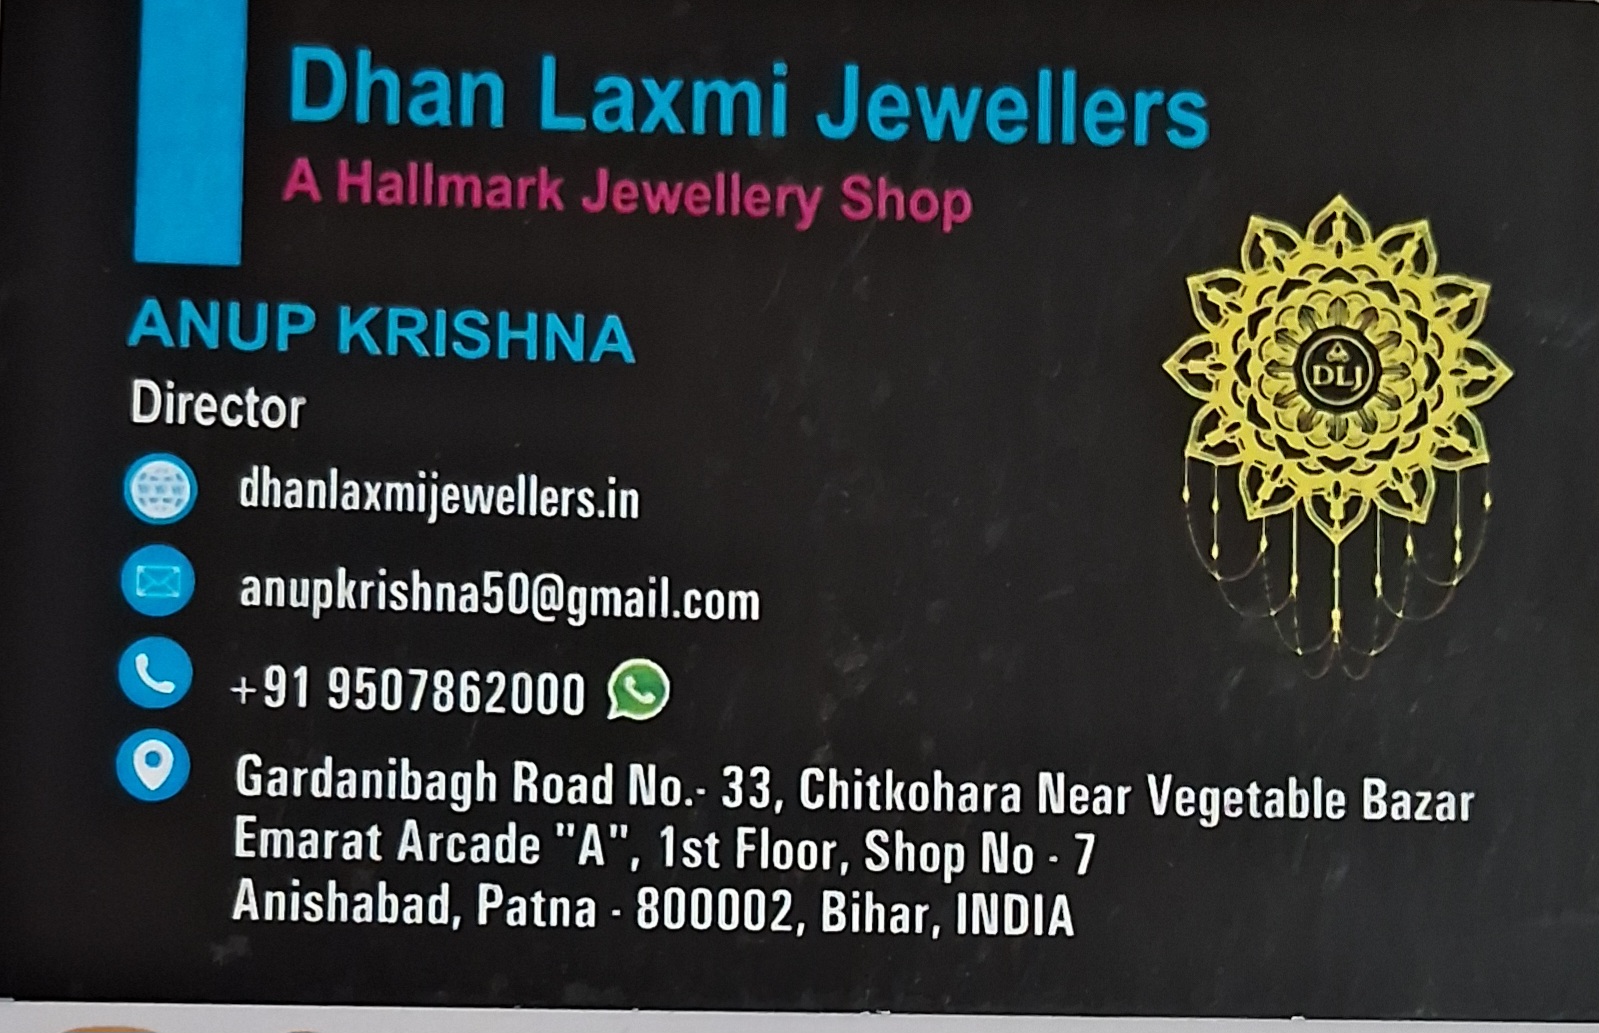 Dhan Laxmi Jewellers
A Hallmark Jewellery Shop
DLJ
ANUP KRISHNA
Director
dhanlaxmijewellers.in
anupkrishna50@gmail.com
+91 9507862000
Gardanibagh Road No.- 33, Chitkohara Near Vegetable Bazar
Emarat Arcade "A", 1st Floor, Shop No - 7
Anishabad, Patna - 800002, Bihar, INDIA